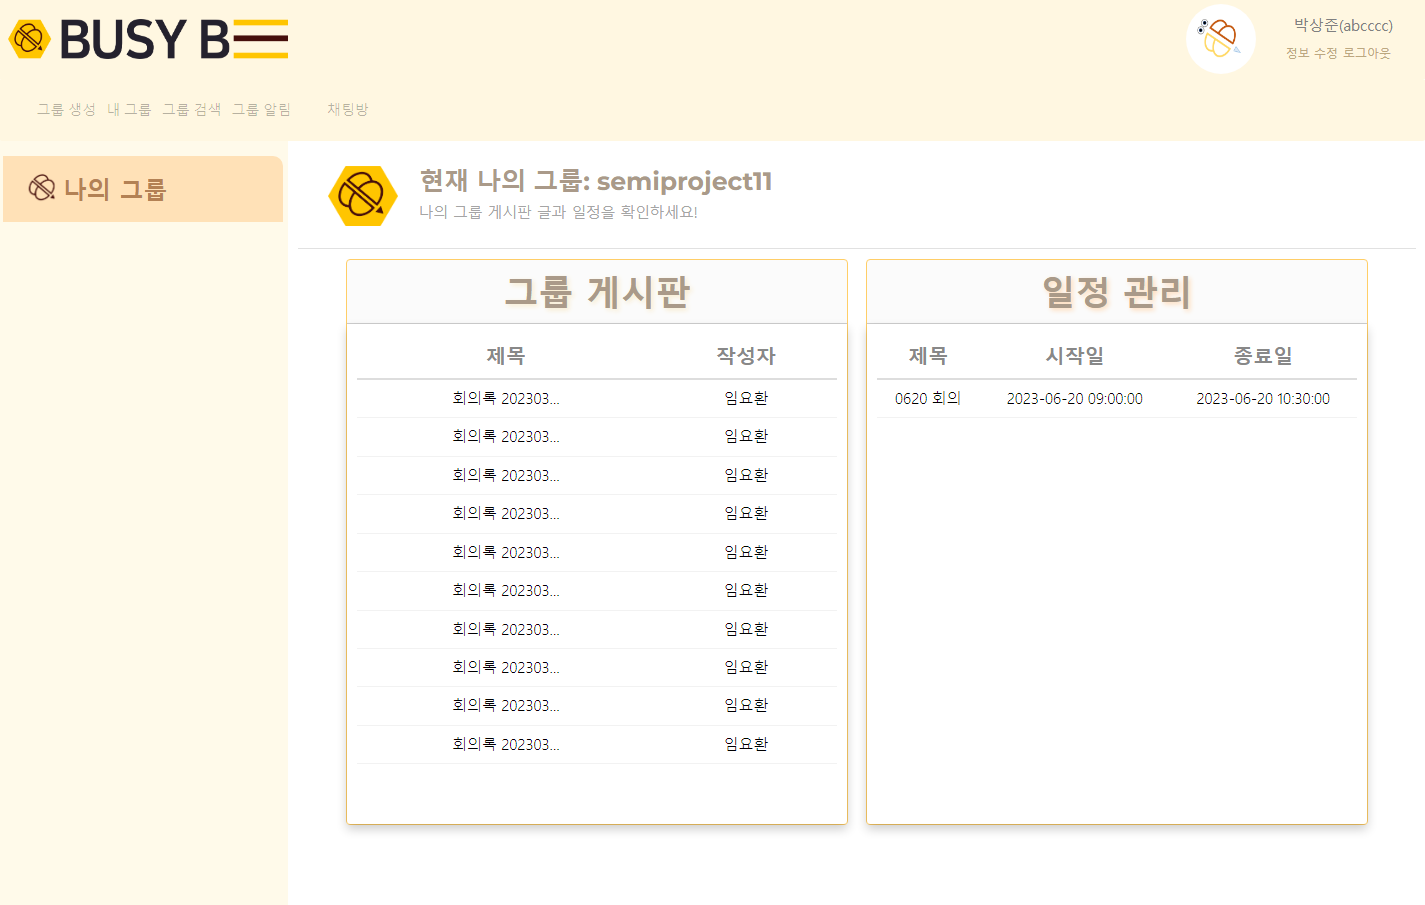 BUSY B
박상준(abcccc)
정보 수정 로그아웃
그룹 생성 내 그룹 그룹 검색 그룹 알림 채팅방
나의 그룹
현재 나의 그룹: semiproject11
나의 그룹 게시판 글과 일정을 확인하세요!
그룹 게시판
제목 작성자
회의록 202303... 임요환
회의록 202303... 임요환
회의록 202303... 임요환
회의록 202303... 임요환
회의록 202303... 임요환
회의록 202303... 임요환
회의록 202303... 임요환
회의록 202303... 임요환
회의록 202303... 임요환
회의록 202303... 임요환
일정 관리
제목 시작일 종료일
0620 회의 2023-06-20 09:00:00 2023-06-20 10:30:00